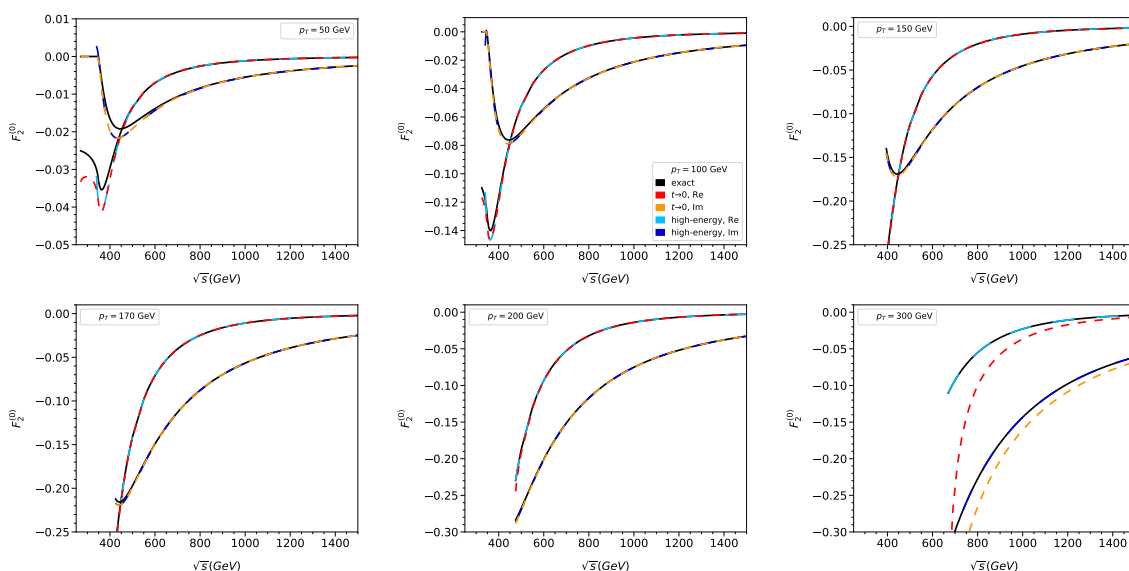 p_T = 50 GeV
0.01
0.00
−0.01
−0.02
−0.03
−0.04
−0.05
F_2^{(0)}
400 600 800 1000 1200 1400
√s(GeV)
p_T = 100 GeV
exact
t→0, Re
t→0, Im
high-energy, Re
high-energy, Im
0.00
−0.02
−0.04
−0.06
−0.08
−0.10
−0.12
−0.14
F_2^{(0)}
400 600 800 1000 1200 1400
√s(GeV)
p_T = 150 GeV
0.00
−0.05
−0.10
−0.15
−0.20
−0.25
F_2^{(0)}
400 600 800 1000 1200 1400
√s(GeV)
p_T = 170 GeV
0.00
−0.05
−0.10
−0.15
−0.20
−0.25
F_2^{(0)}
400 600 800 1000 1200 1400
√s(GeV)
p_T = 200 GeV
0.00
−0.05
−0.10
−0.15
−0.20
−0.25
−0.30
F_2^{(0)}
400 600 800 1000 1200 1400
√s(GeV)
p_T = 300 GeV
0.00
−0.05
−0.10
−0.15
−0.20
−0.25
−0.30
F_2^{(0)}
400 600 800 1000 1200 1400
√s(GeV)